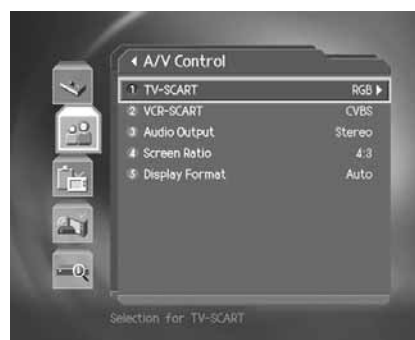 A/V Control
1 TV-SCART RGB
2 VCR-SCART CVBS
3 Audio Output Stereo
4 Screen Ratio 4:3
5 Display Format Auto
Selection for TV-SCART